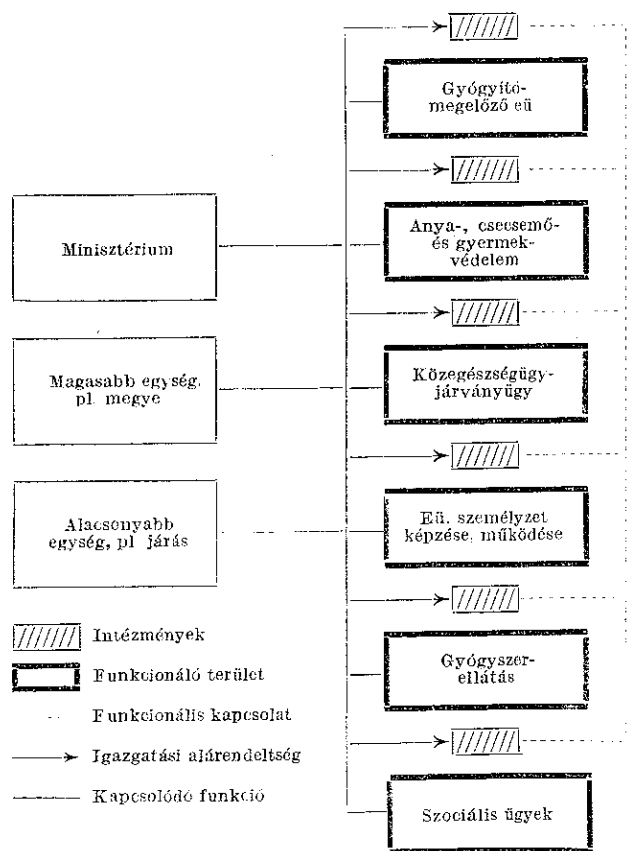 Gyógyító-
megelőző eü
Minisztérium
Anya-, csecsemő-
és gyermek-
védelem
Magasabb egység,
pl. megye
Közegészségügy-
járványügy
Alacsonyabb
egység, pl járás
Eü. személyzet
képzése, működése
Intézmények
Funkcionáló terület
Funkcionális kapcsolat
Igazgatási alárendeltség
Kapcsolódó funkció
Gyógyszer-
ellátás
Szociális ügyek